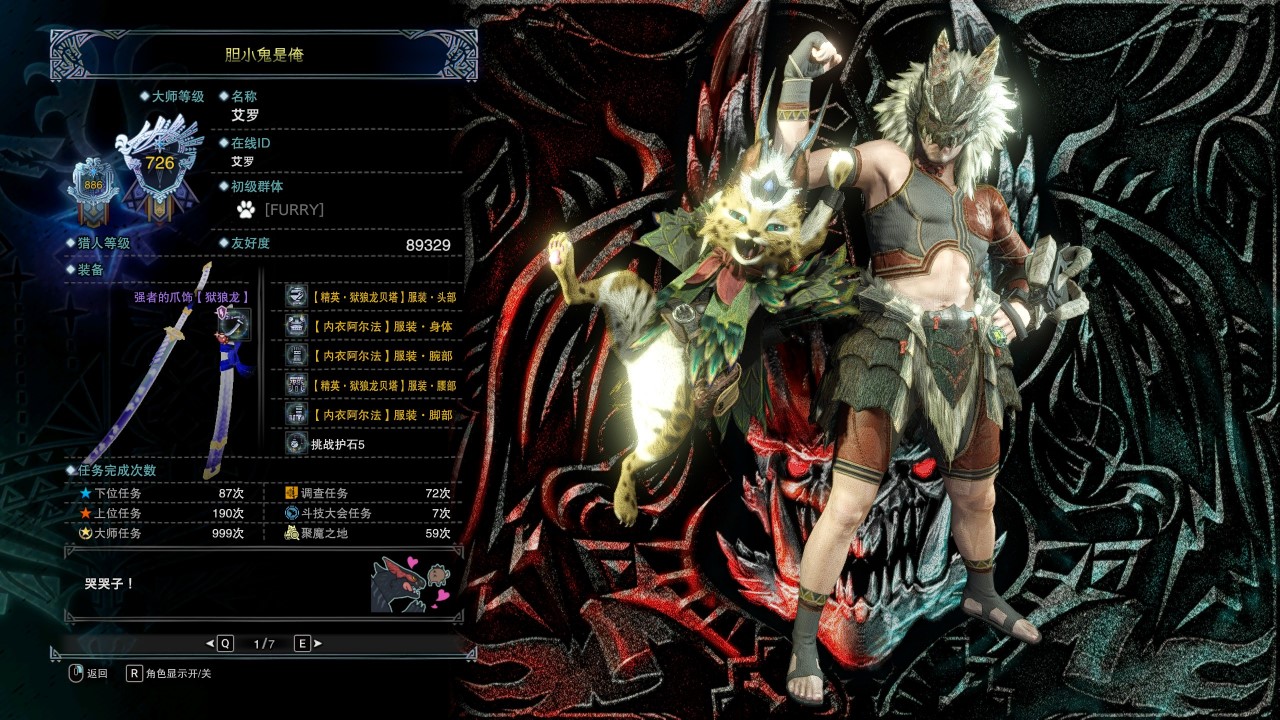 胆小鬼是俺
大师等级
名称
艾罗
726
886
在线ID
艾罗
初级群体
[FURRY]
猎人等级
友好度 89329
装备
强者的爪饰【狱狼龙】
【精英・狱狼龙贝塔】服装・头部
【内衣阿尔法】服装・身体
【内衣阿尔法】服装・腕部
【精英・狱狼龙贝塔】服装・腰部
【内衣阿尔法】服装・脚部
挑战护石5
任务完成次数
下位任务 87次
调查任务 72次
上位任务 190次
斗技大会任务 7次
大师任务 999次
聚魔之地 59次
哭哭子！
Q 1/7 E
返回 R 角色显示开/关